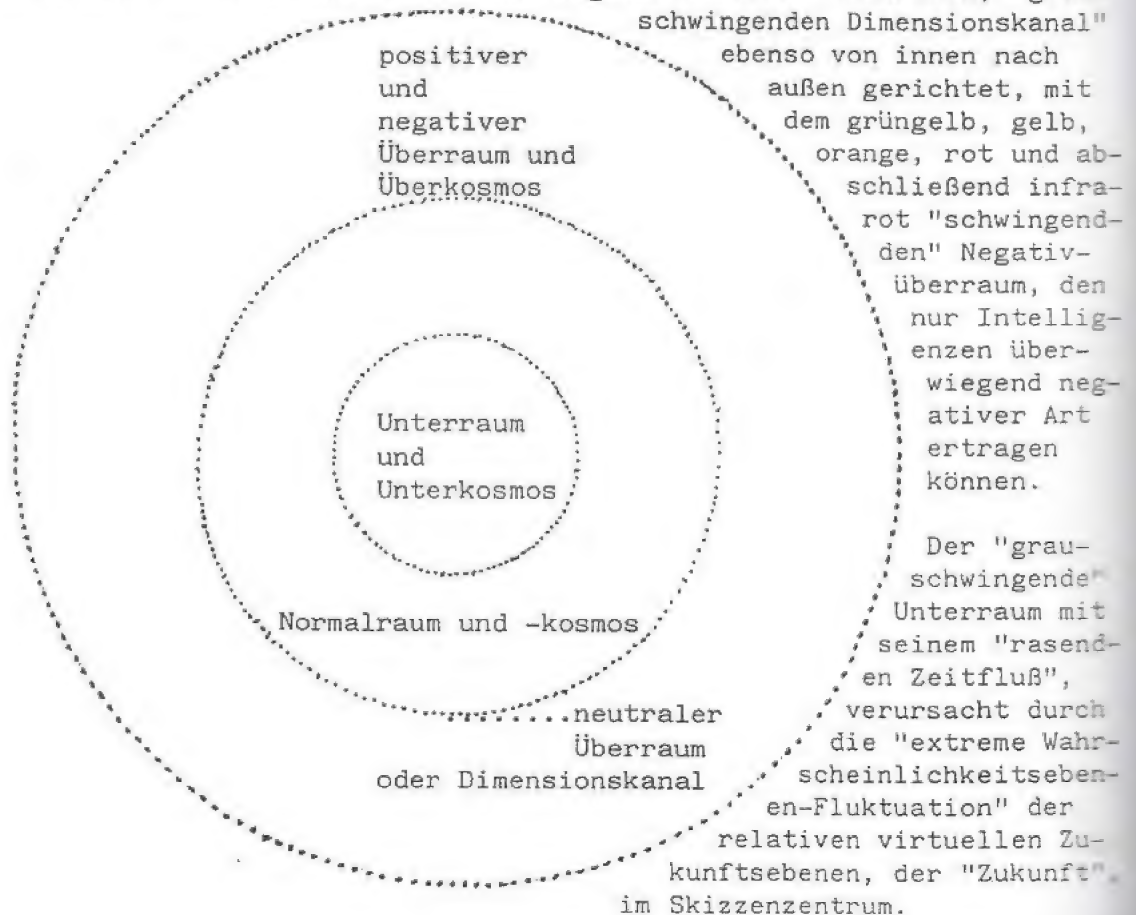 schwingenden Dimensionskanal"
ebenso von innen nach
außen gerichtet, mit
dem grüngelb, gelb,
orange, rot und ab-
schließend infra-
rot "schwingend-
den" Negativ-
überraum, den
nur Intellig-
enzen über-
wiegend neg-
ativer Art
ertragen
können.
Der "grau-
schwingende"
Unterraum mit
seinem "rasend-
en Zeitfluß",
verursacht durch
die "extreme Wahr-
scheinlichkeitseben-
en-Fluktuation" der
relativen virtuellen Zu-
kunftsebenen, der "Zukunft",
im Skizzenzentrum.
positiver
und
negativer
Überraum und
Überkosmos
Unterraum
und
Unterkosmos
Normalraum und -kosmos
neutraler
Überraum
oder Dimensionskanal